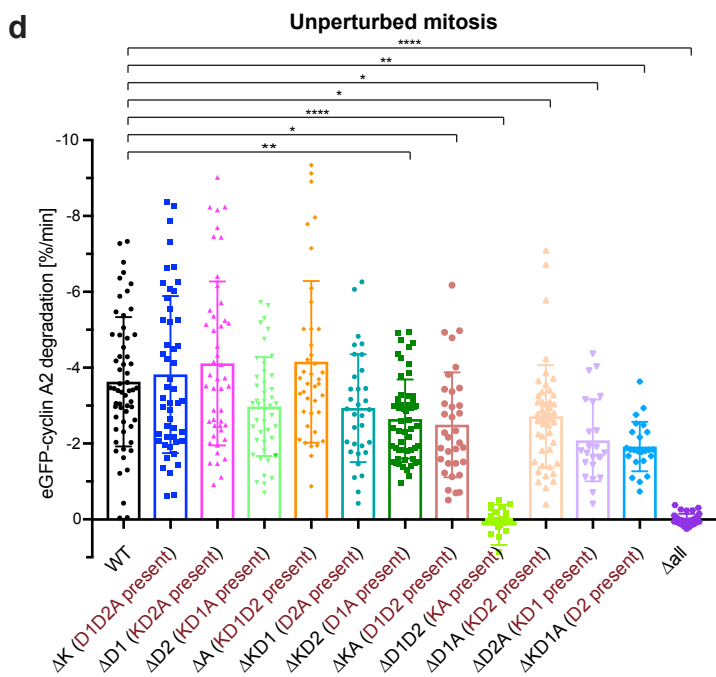 d
Unperturbed mitosis
****
**
*
*
****
*
**
eGFP-cyclin A2 degradation [%/min]
-10
-8
-6
-4
-2
0
WT
ΔK (D1D2A present)
ΔD1 (KD2A present)
ΔD2 (KD1A present)
ΔA (KD1D2 present)
ΔKD1 (D2A present)
ΔKD2 (D1A present)
ΔKA (D1D2 present)
ΔD1D2 (KA present)
ΔD1A (KD2 present)
ΔD2A (KD1 present)
ΔKD1A (D2 present)
Δall